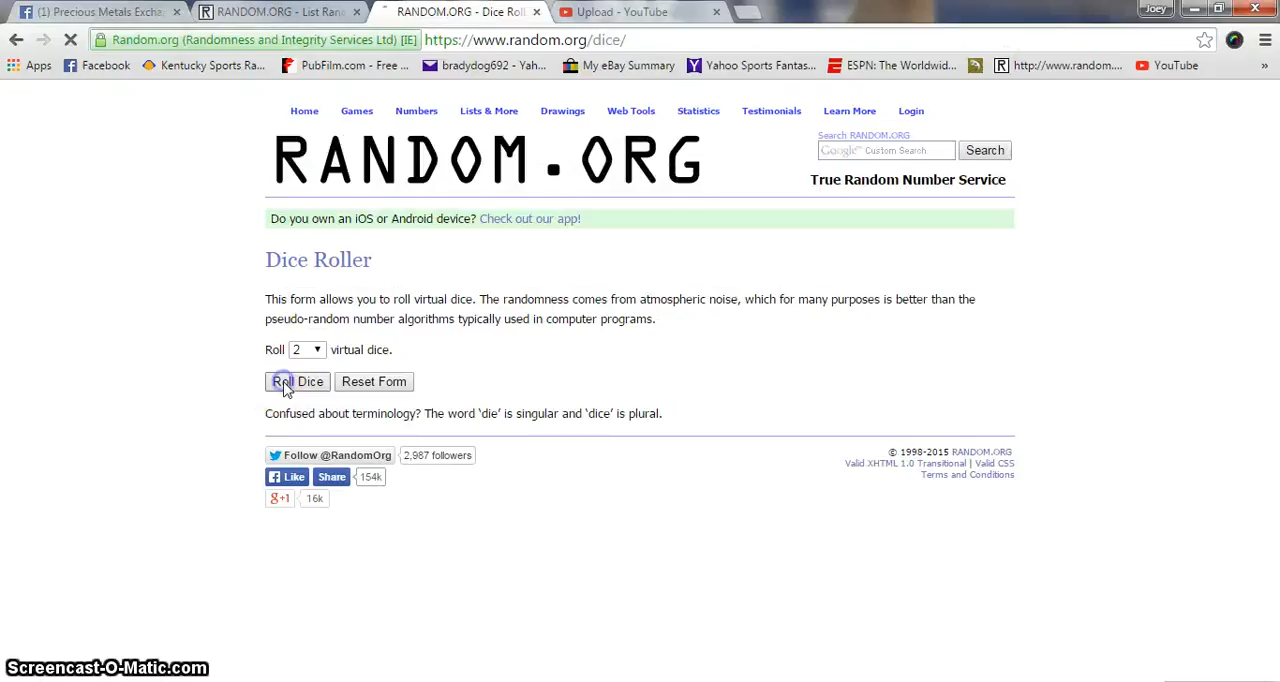 (1) Precious Metals Excha
RANDOM.ORG - List Ran
RANDOM.ORG - Dice Rol
Upload - YouTube
Joey
Random.org (Randomness and Integrity Services Ltd) [IE]
https://www.random.org/dice/
Apps
Facebook
Kentucky Sports Ra...
PubFilm.com - Free ...
bradydog692 - Yah...
My eBay Summary
Yahoo Sports Fantas...
ESPN: The Worldwid...
http://www.random....
YouTube
»
Home Games Numbers Lists & More Drawings Web Tools Statistics Testimonials Learn More Login
RANDOM.ORG
Search RANDOM.ORG
Google™ Custom Search
Search
True Random Number Service
Do you own an iOS or Android device? Check out our app!
Dice Roller
This form allows you to roll virtual dice. The randomness comes from atmospheric noise, which for many purposes is better than the
pseudo-random number algorithms typically used in computer programs.
Roll 2 virtual dice.
Roll Dice Reset Form
Confused about terminology? The word ‘die’ is singular and ‘dice’ is plural.
Follow @RandomOrg 2,987 followers
Like Share 154k
g+1 16k
© 1998-2015 RANDOM.ORG
Valid XHTML 1.0 Transitional | Valid CSS
Terms and Conditions
Screencast-O-Matic.com